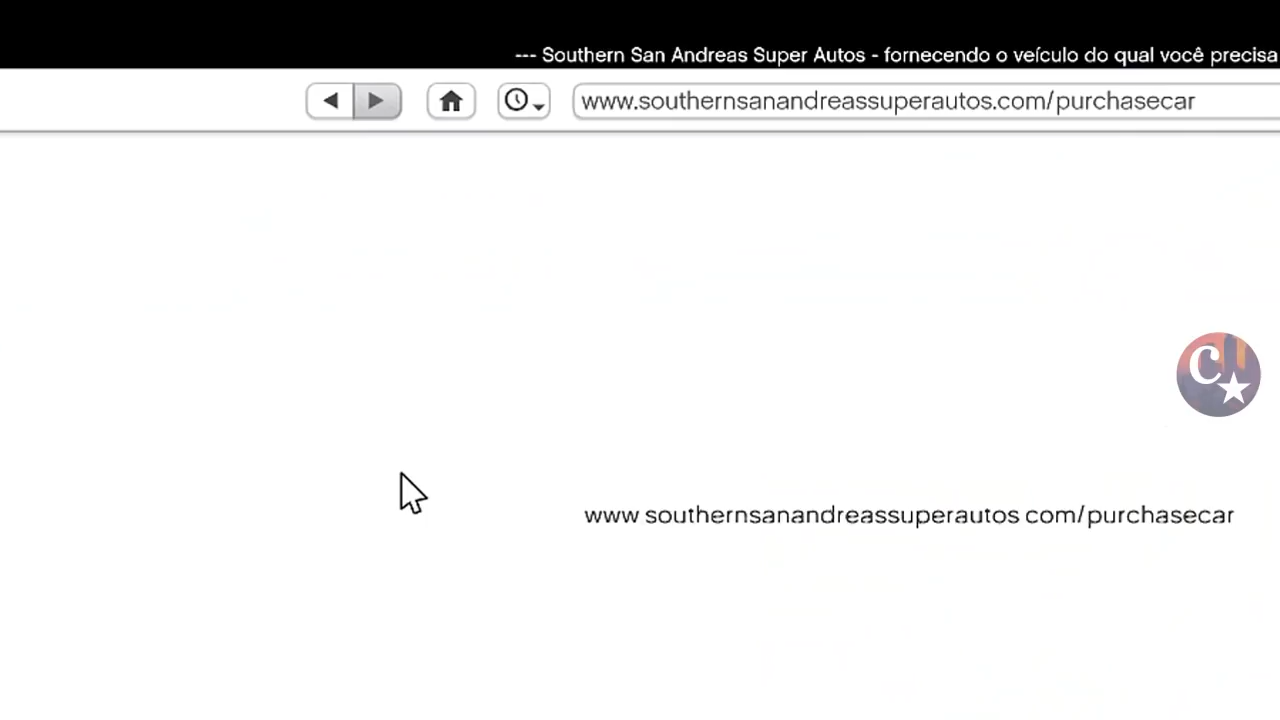 --- Southern San Andreas Super Autos - fornecendo o veículo do qual você precisa
www.southernsanandreassuperautos.com/purchasecar
C
www southernsanandreassuperautos com/purchasecar